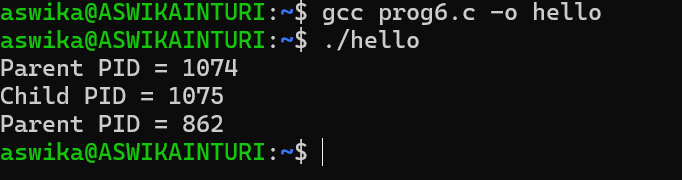 aswika@ASWIKAINTURI:~$ gcc prog6.c -o hello
aswika@ASWIKAINTURI:~$ ./hello
Parent PID = 1074
Child PID = 1075
Parent PID = 862
aswika@ASWIKAINTURI:~$